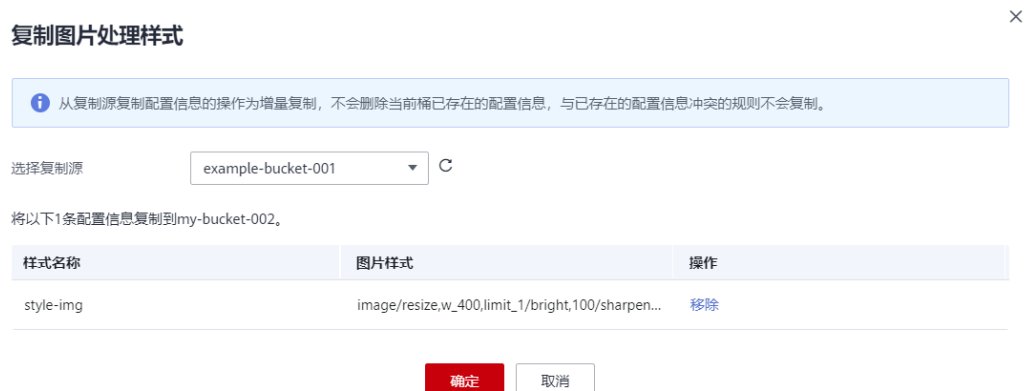 复制图片处理样式
从复制源复制配置信息的操作为增量复制，不会删除当前桶已存在的配置信息，与已存在的配置信息冲突的规则不会复制。
选择复制源 example-bucket-001
将以下1条配置信息复制到my-bucket-002。
样式名称 图片样式 操作
style-img image/resize,w_400,limit_1/bright,100/sharpen... 移除
确定 取消